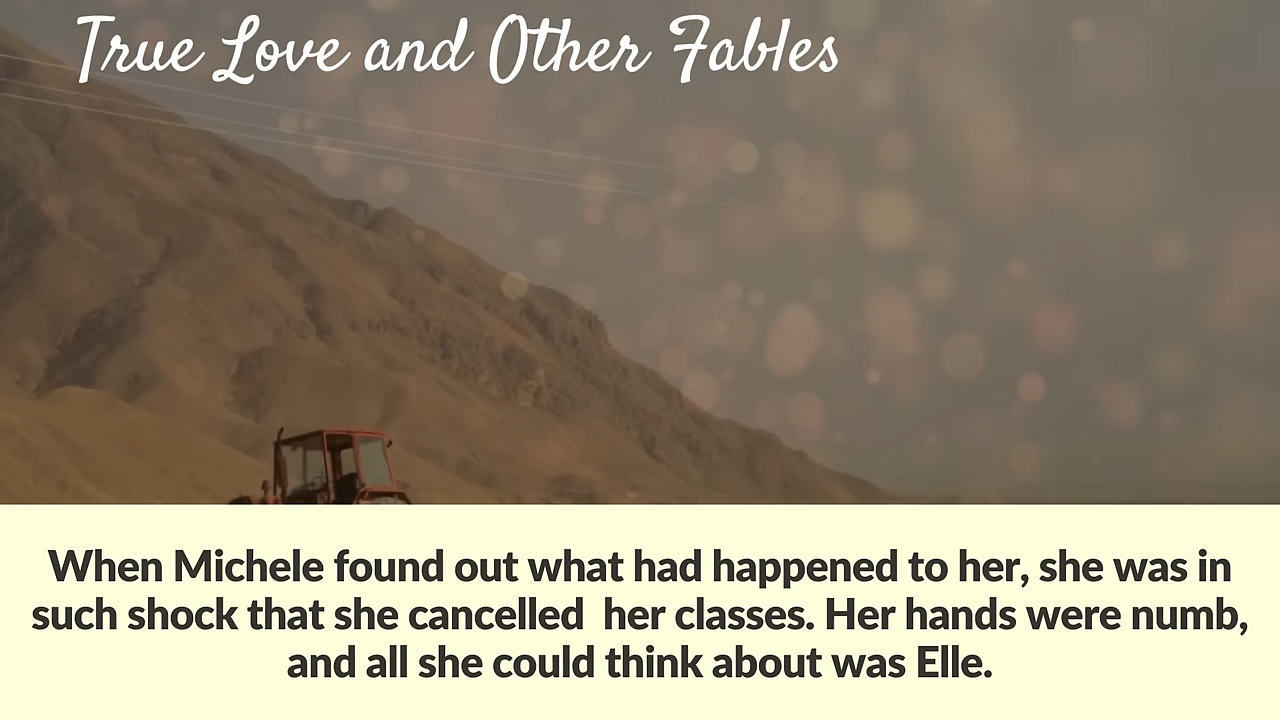 True Love and Other Fables
When Michele found out what had happened to her, she was in
such shock that she cancelled  her classes. Her hands were numb,
and all she could think about was Elle.